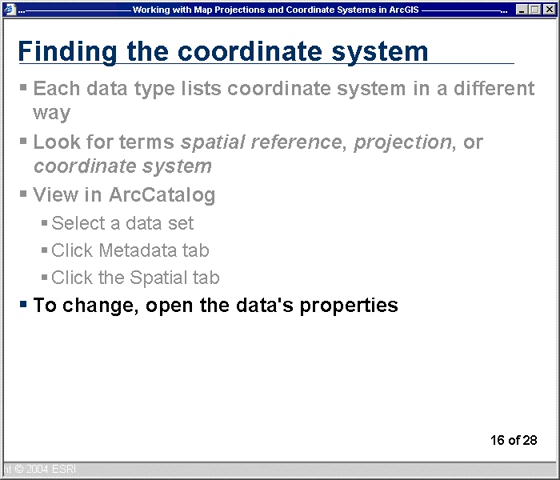 ... Working with Map Projections and Coordinate Systems in ArcGIS ...
Finding the coordinate system
▪ Each data type lists coordinate system in a different
way
▪ Look for terms spatial reference, projection, or
coordinate system
▪ View in ArcCatalog
▪ Select a data set
▪ Click Metadata tab
▪ Click the Spatial tab
▪ To change, open the data's properties
16 of 28
ht © 2004 ESRI